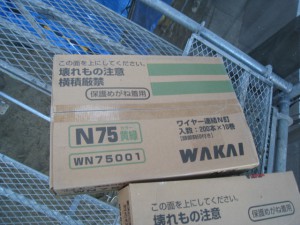 この面を上にしてください。
壊れもの注意
横積厳禁
保護めがね着用
N75
WN75001
ワイヤー連結N釘
入数:200本×10巻
WAKAI
この面を上にしてください。
壊れもの注意
保護めがね着用